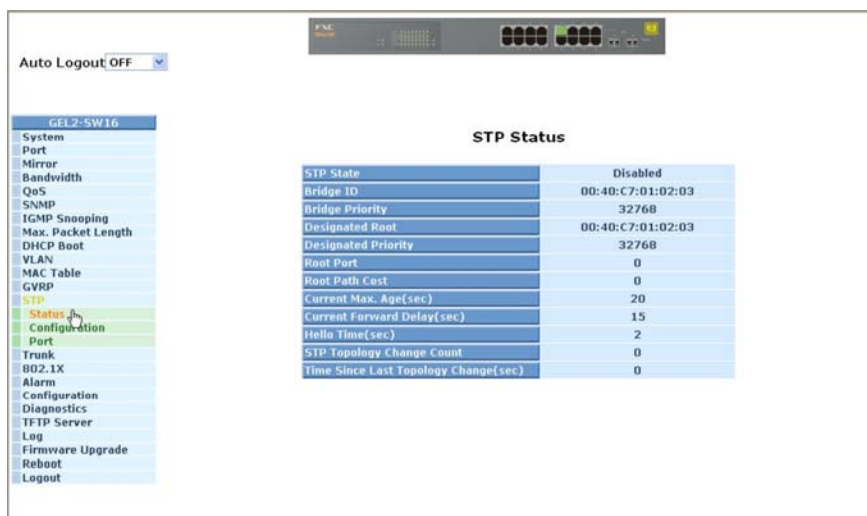 FXC
Auto Logout OFF
GEL2-SW16
System
Port
Mirror
Bandwidth
QoS
SNMP
IGMP Snooping
Max. Packet Length
DHCP Boot
VLAN
MAC Table
GVRP
STP
Status
Configuration
Port
Trunk
802.1X
Alarm
Configuration
Diagnostics
TFTP Server
Log
Firmware Upgrade
Reboot
Logout
STP Status
STP State Disabled
Bridge ID 00:40:C7:01:02:03
Bridge Priority 32768
Designated Root 00:40:C7:01:02:03
Designated Priority 32768
Root Port 0
Root Path Cost 0
Current Max. Age(sec) 20
Current Forward Delay(sec) 15
Hello Time(sec) 2
STP Topology Change Count 0
Time Since Last Topology Change(sec) 0